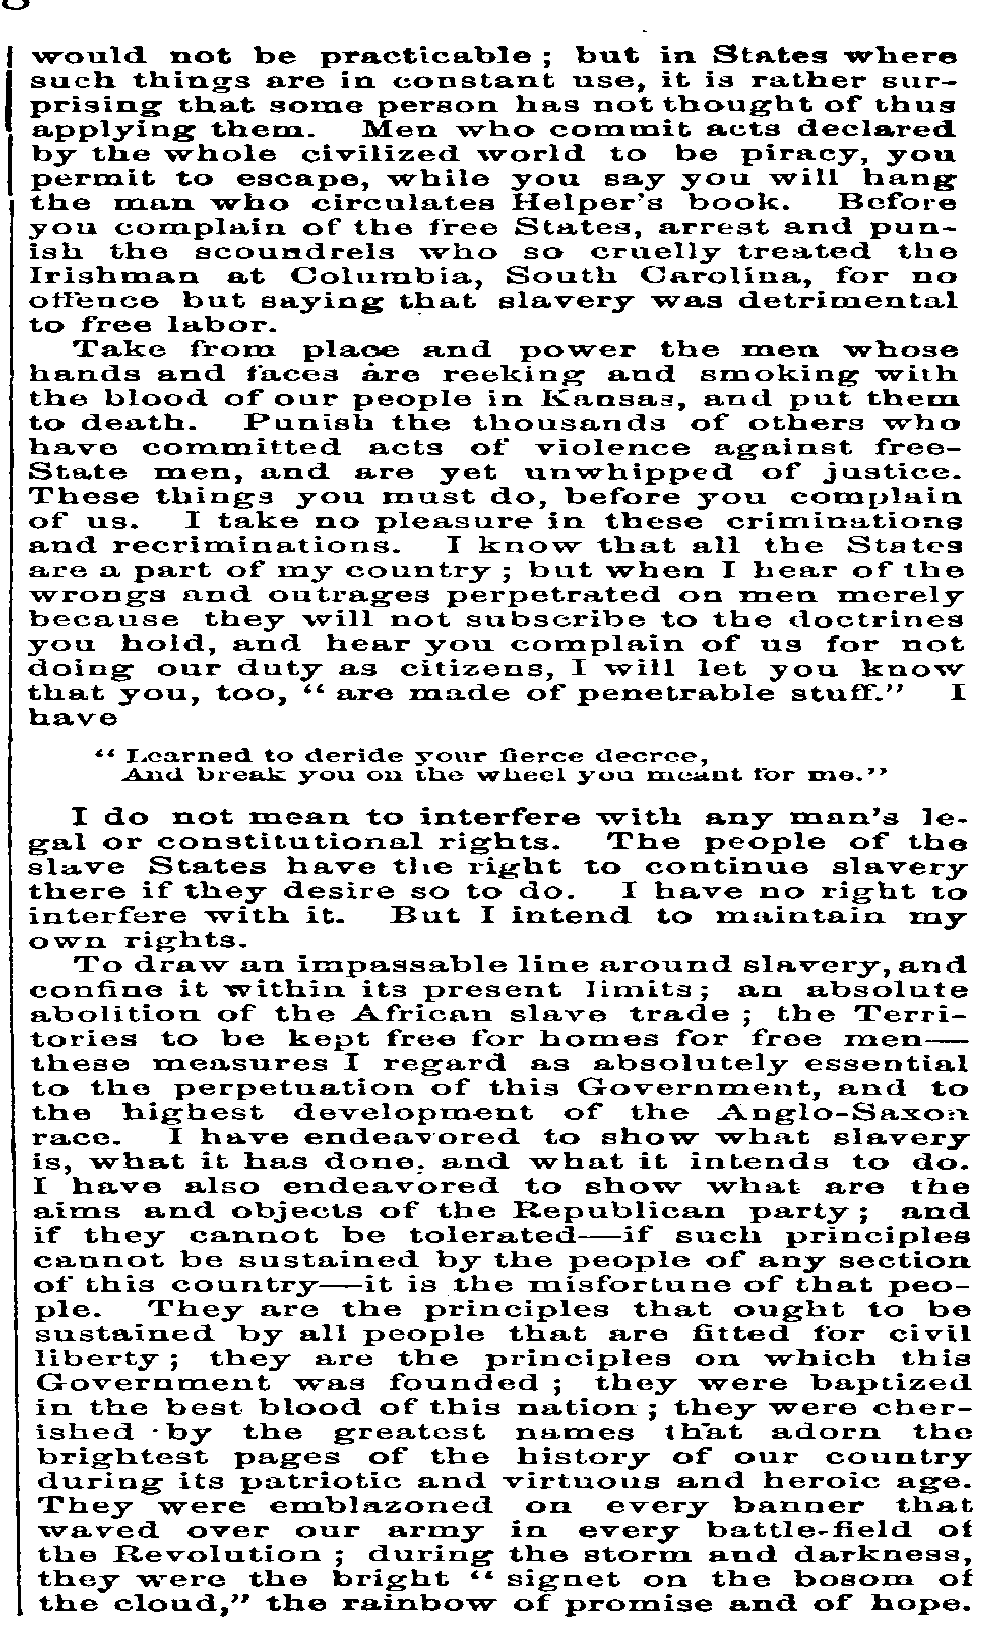 would not be practicable; but in States where
such things are in constant use, it is rather sur-
prising that some person has not thought of thus
applying them. Men who commit acts declared
by the whole civilized world to be piracy, you
permit to escape, while you say you will hang
the man who circulates Helper's book. Before
you complain of the free States, arrest and pun-
ish the scoundrels who so cruelly treated the
Irishman at Columbia, South Carolina, for no
offence but saying that slavery was detrimental
to free labor.
Take from place and power the men whose
hands and faces are reeking and smoking with
the blood of our people in Kansas, and put them
to death. Punish the thousands of others who
have committed acts of violence against free-
State men, and are yet unwhipped of justice.
These things you must do, before you complain
of us. I take no pleasure in these criminations
and recriminations. I know that all the States
are a part of my country; but when I hear of the
wrongs and outrages perpetrated on men merely
because they will not subscribe to the doctrines
you hold, and hear you complain of us for not
doing our duty as citizens, I will let you know
that you, too, "are made of penetrable stuff." I
have
"Learned to deride your fierce decree,
And break you on the wheel you meant for me."
I do not mean to interfere with any man's le-
gal or constitutional rights. The people of the
slave States have the right to continue slavery
there if they desire so to do. I have no right to
interfere with it. But I intend to maintain my
own rights.
To draw an impassable line around slavery, and
confine it within its present limits; an absolute
abolition of the African slave trade; the Terri-
tories to be kept free for homes for free men—
these measures I regard as absolutely essential
to the perpetuation of this Government, and to
the highest development of the Anglo-Saxon
race. I have endeavored to show what slavery
is, what it has done, and what it intends to do.
I have also endeavored to show what are the
aims and objects of the Republican party; and
if they cannot be tolerated—if such principles
cannot be sustained by the people of any section
of this country—it is the misfortune of that peo-
ple. They are the principles that ought to be
sustained by all people that are fitted for civil
liberty; they are the principles on which this
Government was founded; they were baptized
in the best blood of this nation; they were cher-
ished by the greatest names that adorn the
brightest pages of the history of our country
during its patriotic and virtuous and heroic age.
They were emblazoned on every banner that
waved over our army in every battle-field of
the Revolution; during the storm and darkness,
they were the bright "signet on the bosom of
the cloud," the rainbow of promise and of hope.